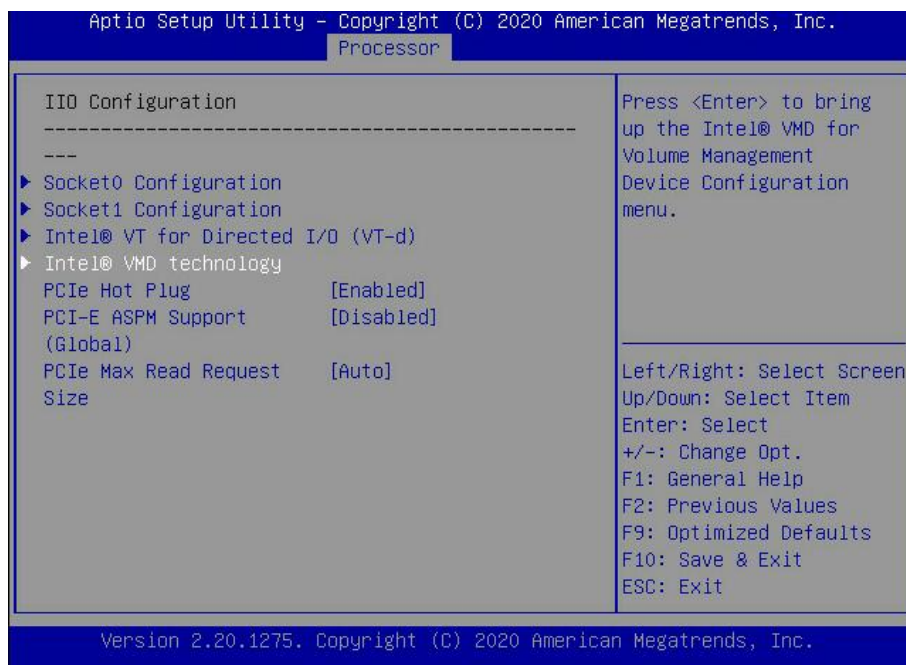 Aptio Setup Utility – Copyright (C) 2020 American Megatrends, Inc.
Processor
IIO Configuration
------------------------------------------------
---
Socket0 Configuration
Socket1 Configuration
Intel® VT for Directed I/O (VT-d)
Intel® VMD technology
PCIe Hot Plug [Enabled]
PCI-E ASPM Support [Disabled]
(Global)
PCIe Max Read Request [Auto]
Size
Press <Enter> to bring
up the Intel® VMD for
Volume Management
Device Configuration
menu.
Left/Right: Select Screen
Up/Down: Select Item
Enter: Select
+/-: Change Opt.
F1: General Help
F2: Previous Values
F9: Optimized Defaults
F10: Save & Exit
ESC: Exit
Version 2.20.1275. Copyright (C) 2020 American Megatrends, Inc.